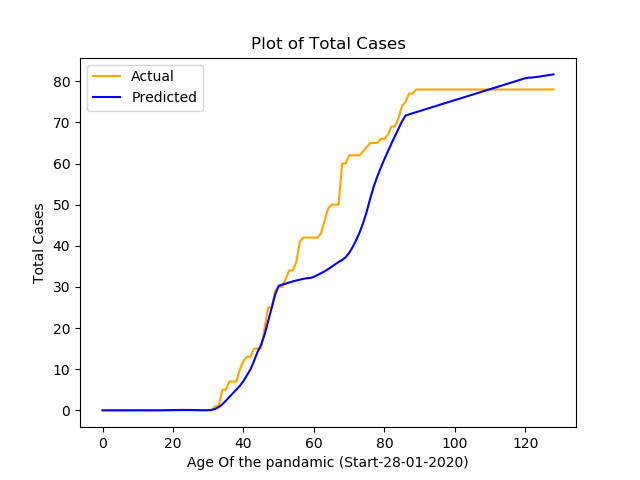 Plot of Total Cases
Actual
Predicted
80
70
60
50
40
30
20
10
0
Total Cases
0 20 40 60 80 100 120
Age Of the pandamic (Start-28-01-2020)